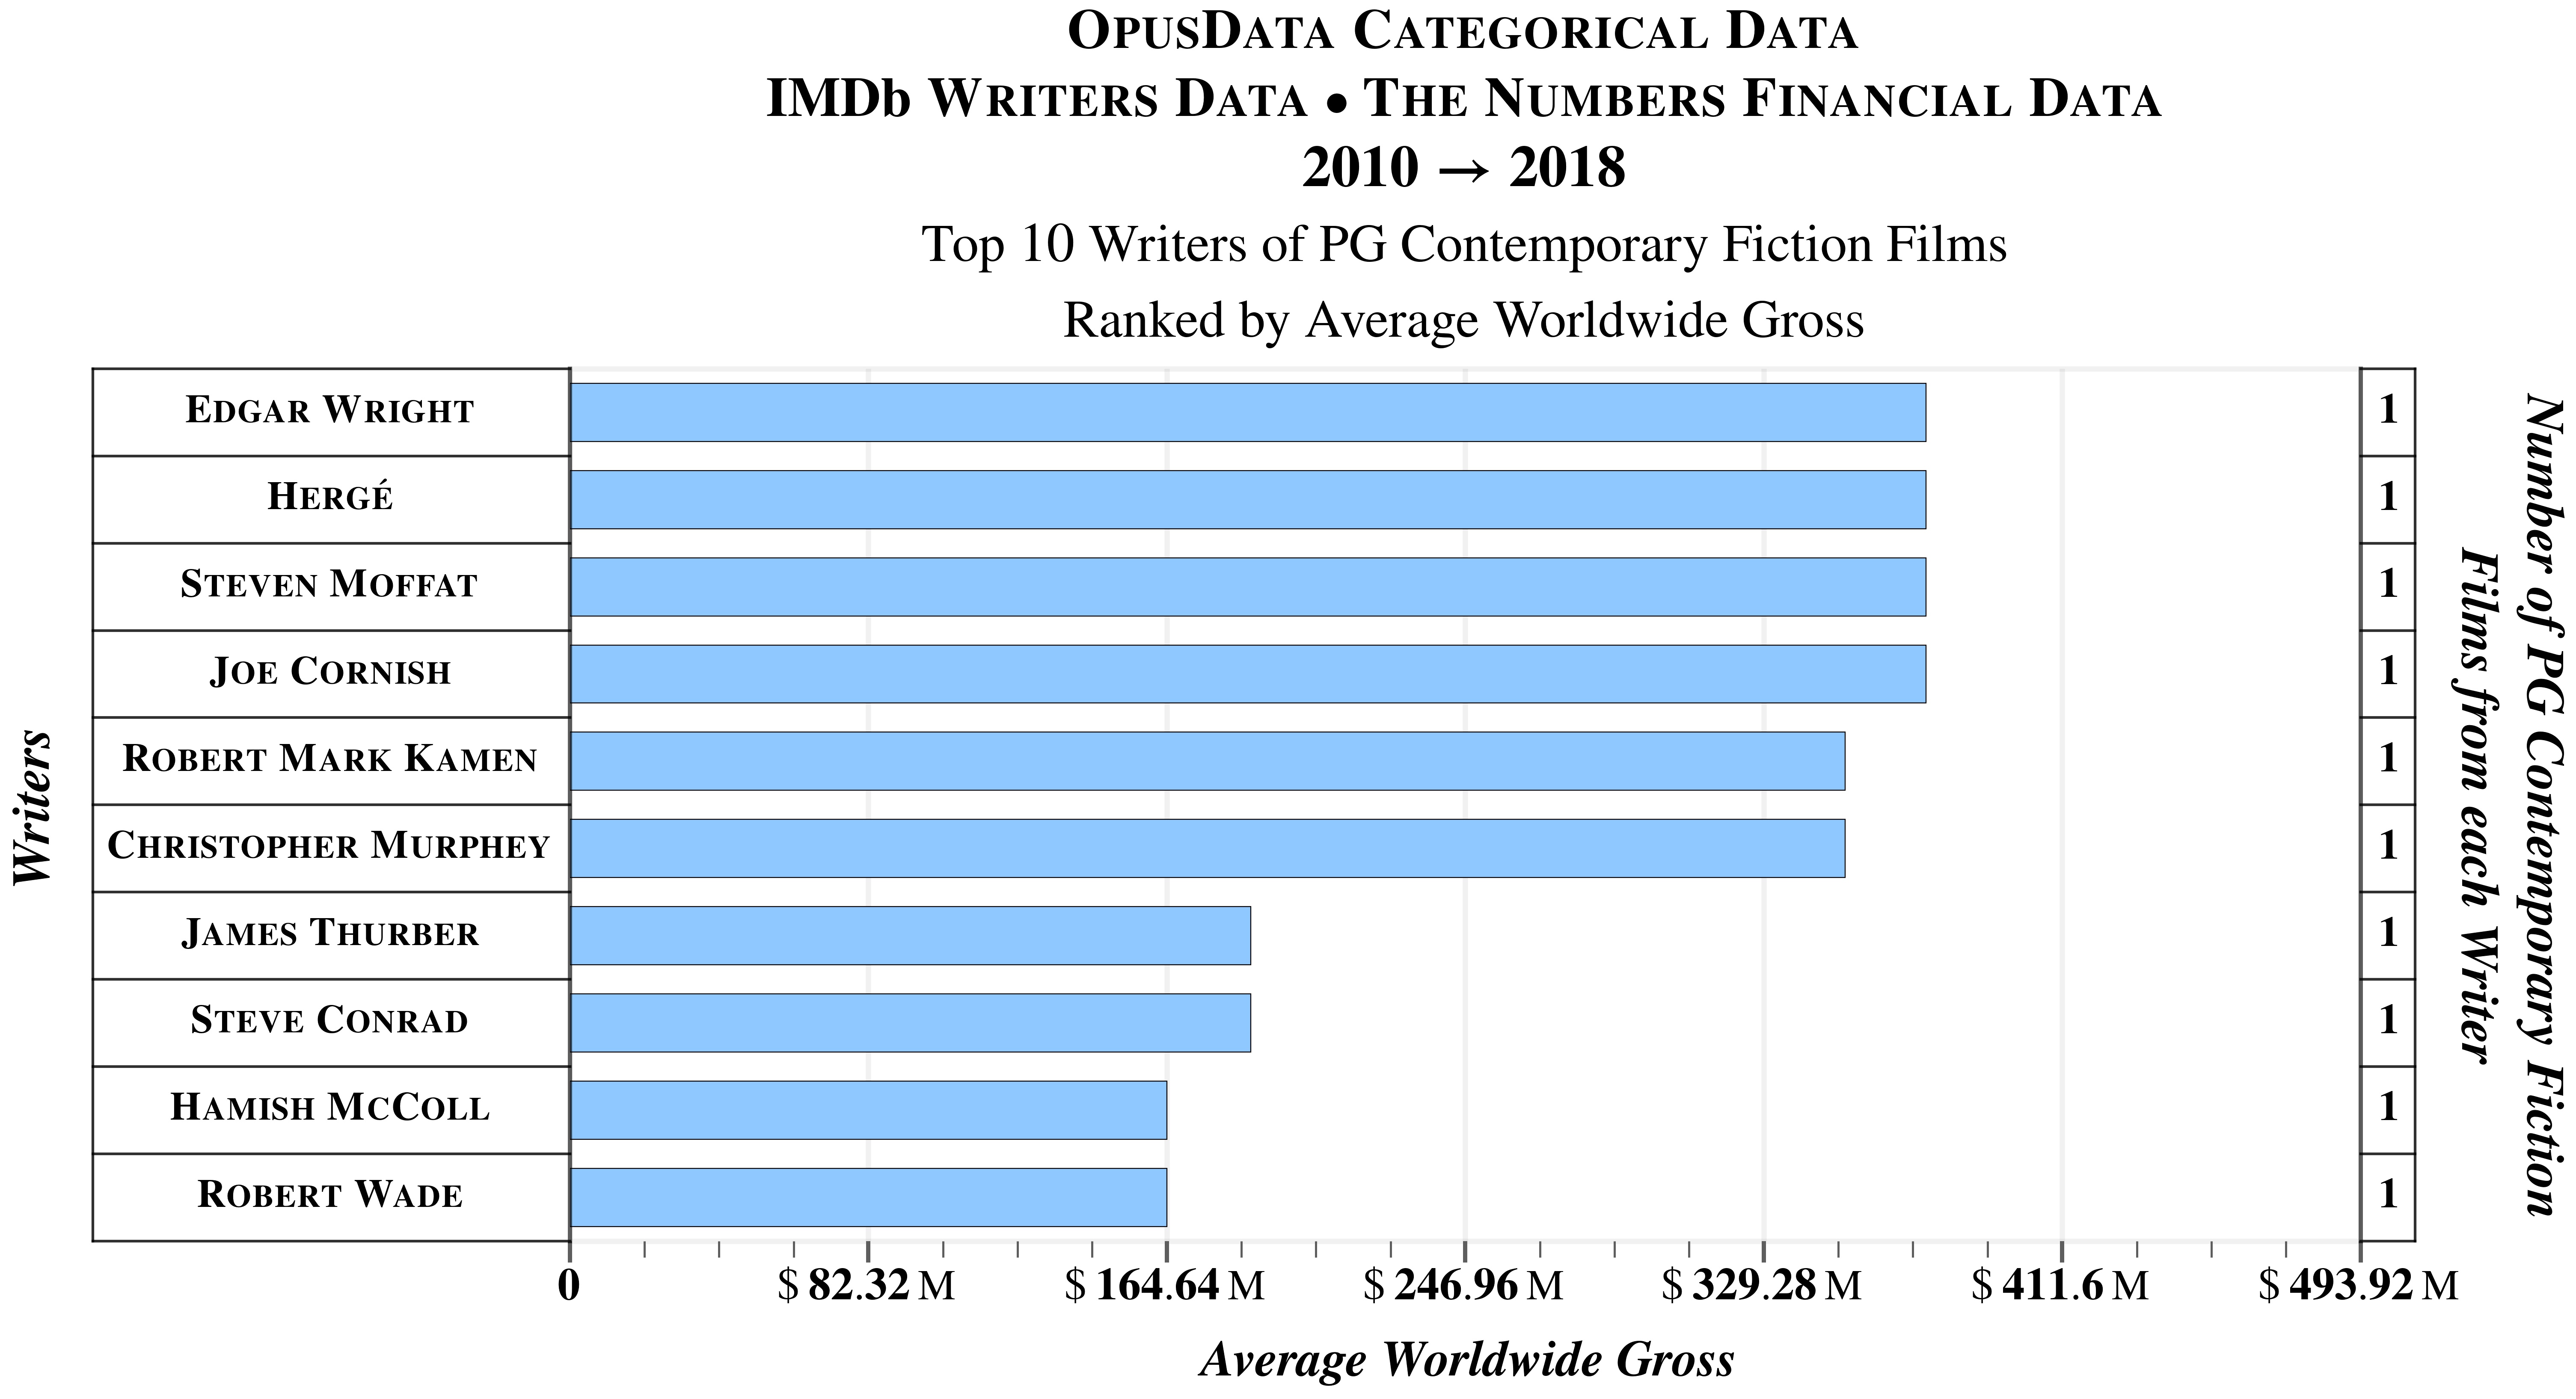 OpusData Categorical Data
IMDb Writers Data • The Numbers Financial Data
2010 → 2018
Top 10 Writers of PG Contemporary Fiction Films
Ranked by Average Worldwide Gross
Writers
Edgar Wright 1
Hergé 1
Steven Moffat 1
Joe Cornish 1
Robert Mark Kamen 1
Christopher Murphey 1
James Thurber 1
Steve Conrad 1
Hamish McColl 1
Robert Wade 1
Number of PG Contemporary Fiction
Films from each Writer
0 $ 82.32 M $ 164.64 M $ 246.96 M $ 329.28 M $ 411.6 M $ 493.92 M
Average Worldwide Gross